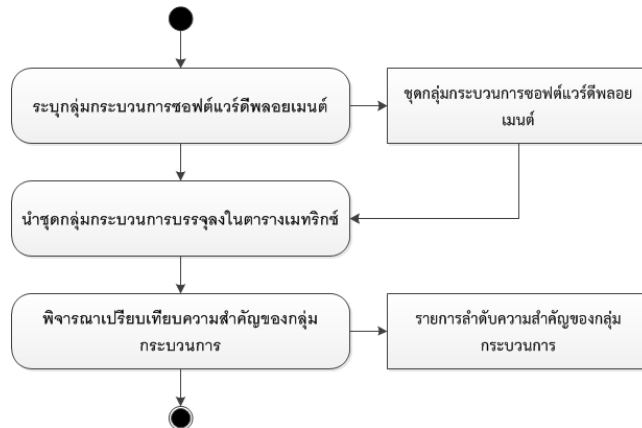 ระบุกลุ่มกระบวนการซอฟต์แวร์ดีพลอยเมนต์
ชุดกลุ่มกระบวนการซอฟต์แวร์ดีพลอย
เมนต์
นำชุดกลุ่มกระบวนการบรรจุลงในตารางเมทริกซ์
พิจารณาเปรียบเทียบความสำคัญของกลุ่ม
กระบวนการ
รายการลำดับความสำคัญของกลุ่ม
กระบวนการ